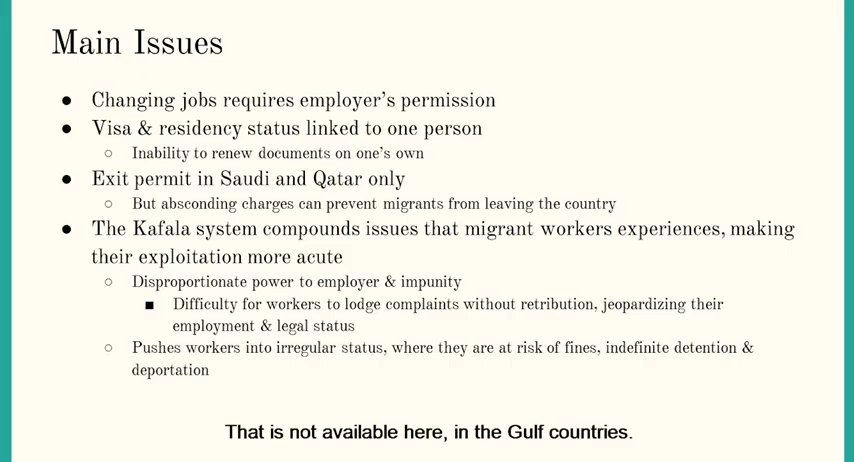 Main Issues
● Changing jobs requires employer's permission
● Visa & residency status linked to one person
○ Inability to renew documents on one's own
● Exit permit in Saudi and Qatar only
○ But absconding charges can prevent migrants from leaving the country
● The Kafala system compounds issues that migrant workers experiences, making
their exploitation more acute
○ Disproportionate power to employer & impunity
■ Difficulty for workers to lodge complaints without retribution, jeopardizing their
employment & legal status
○ Pushes workers into irregular status, where they are at risk of fines, indefinite detention &
deportation
That is not available here, in the Gulf countries.